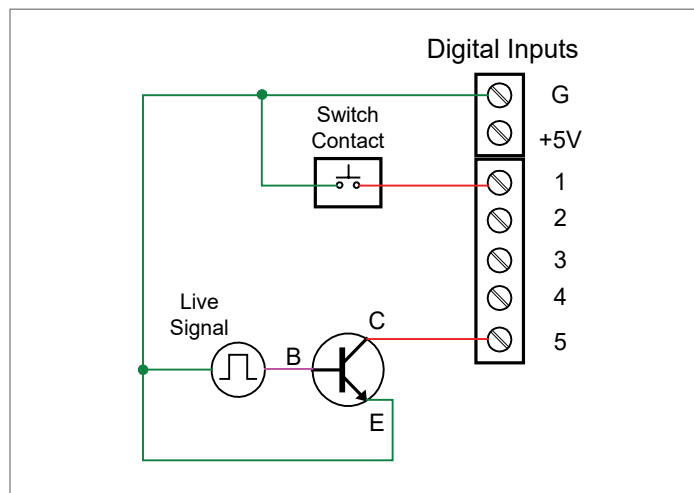 Digital Inputs
G
Switch
Contact
+5V
1
2
3
4
Live
Signal
C
5
B
E